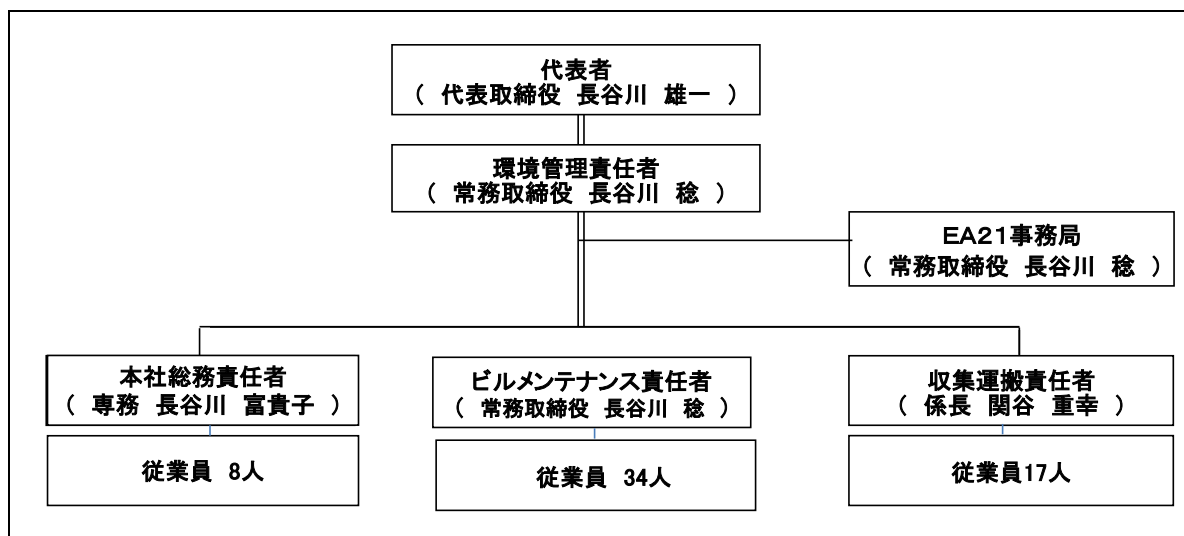 代表者
( 代表取締役 長谷川 雄一 )
環境管理責任者
( 常務取締役 長谷川 稔 )
EA21事務局
( 常務取締役 長谷川 稔 )
本社総務責任者
( 専務 長谷川 富貴子 )
ビルメンテナンス責任者
( 常務取締役 長谷川 稔 )
収集運搬責任者
( 係長 関谷 重幸 )
従業員 8人
従業員 34人
従業員17人